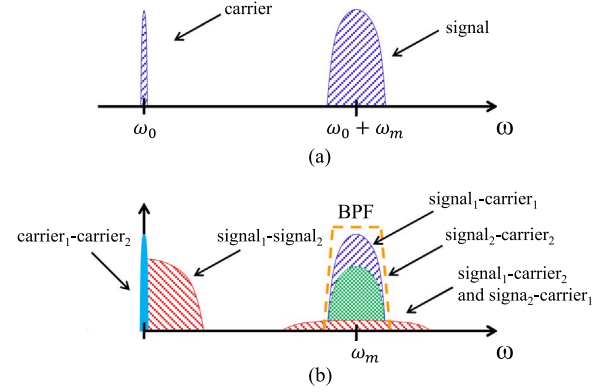 carrier
signal
ω₀
ω₀ + ωₘ
ω
(a)
BPF
signal₁-carrier₁
carrier₁-carrier₂
signal₁-signal₂
signal₂-carrier₂
signal₁-carrier₂
and signa₂-carrier₁
ωₘ
ω
(b)